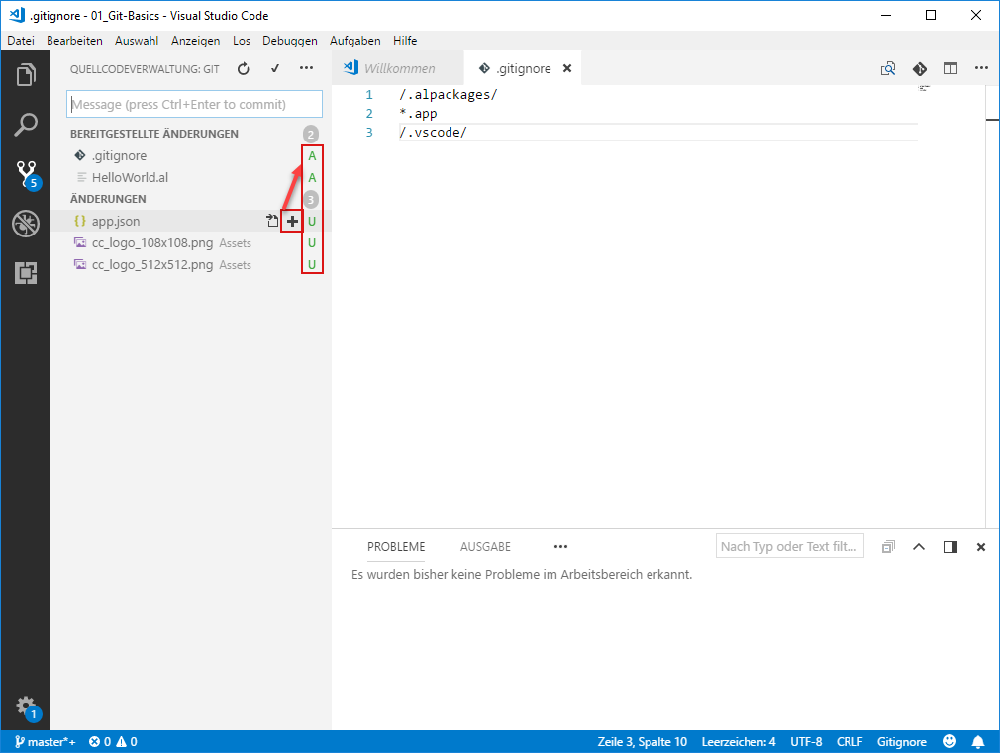 .gitignore - 01_Git-Basics - Visual Studio Code
Datei Bearbeiten Auswahl Anzeigen Los Debuggen Aufgaben Hilfe
QUELLCODEVERWALTUNG: GIT
Message (press Ctrl+Enter to commit)
BEREITGESTELLTE ÄNDERUNGEN 2
.gitignore A
HelloWorld.al A
ÄNDERUNGEN 3
{} app.json U
cc_logo_108x108.png Assets U
cc_logo_512x512.png Assets U
5
1
Willkommen .gitignore
1 /.alpackages/
2 *.app
3 /.vscode/
PROBLEME AUSGABE Nach Typ oder Text filt...
Es wurden bisher keine Probleme im Arbeitsbereich erkannt.
master*+ 0 0 Zeile 3, Spalte 10 Leerzeichen: 4 UTF-8 CRLF Gitignore